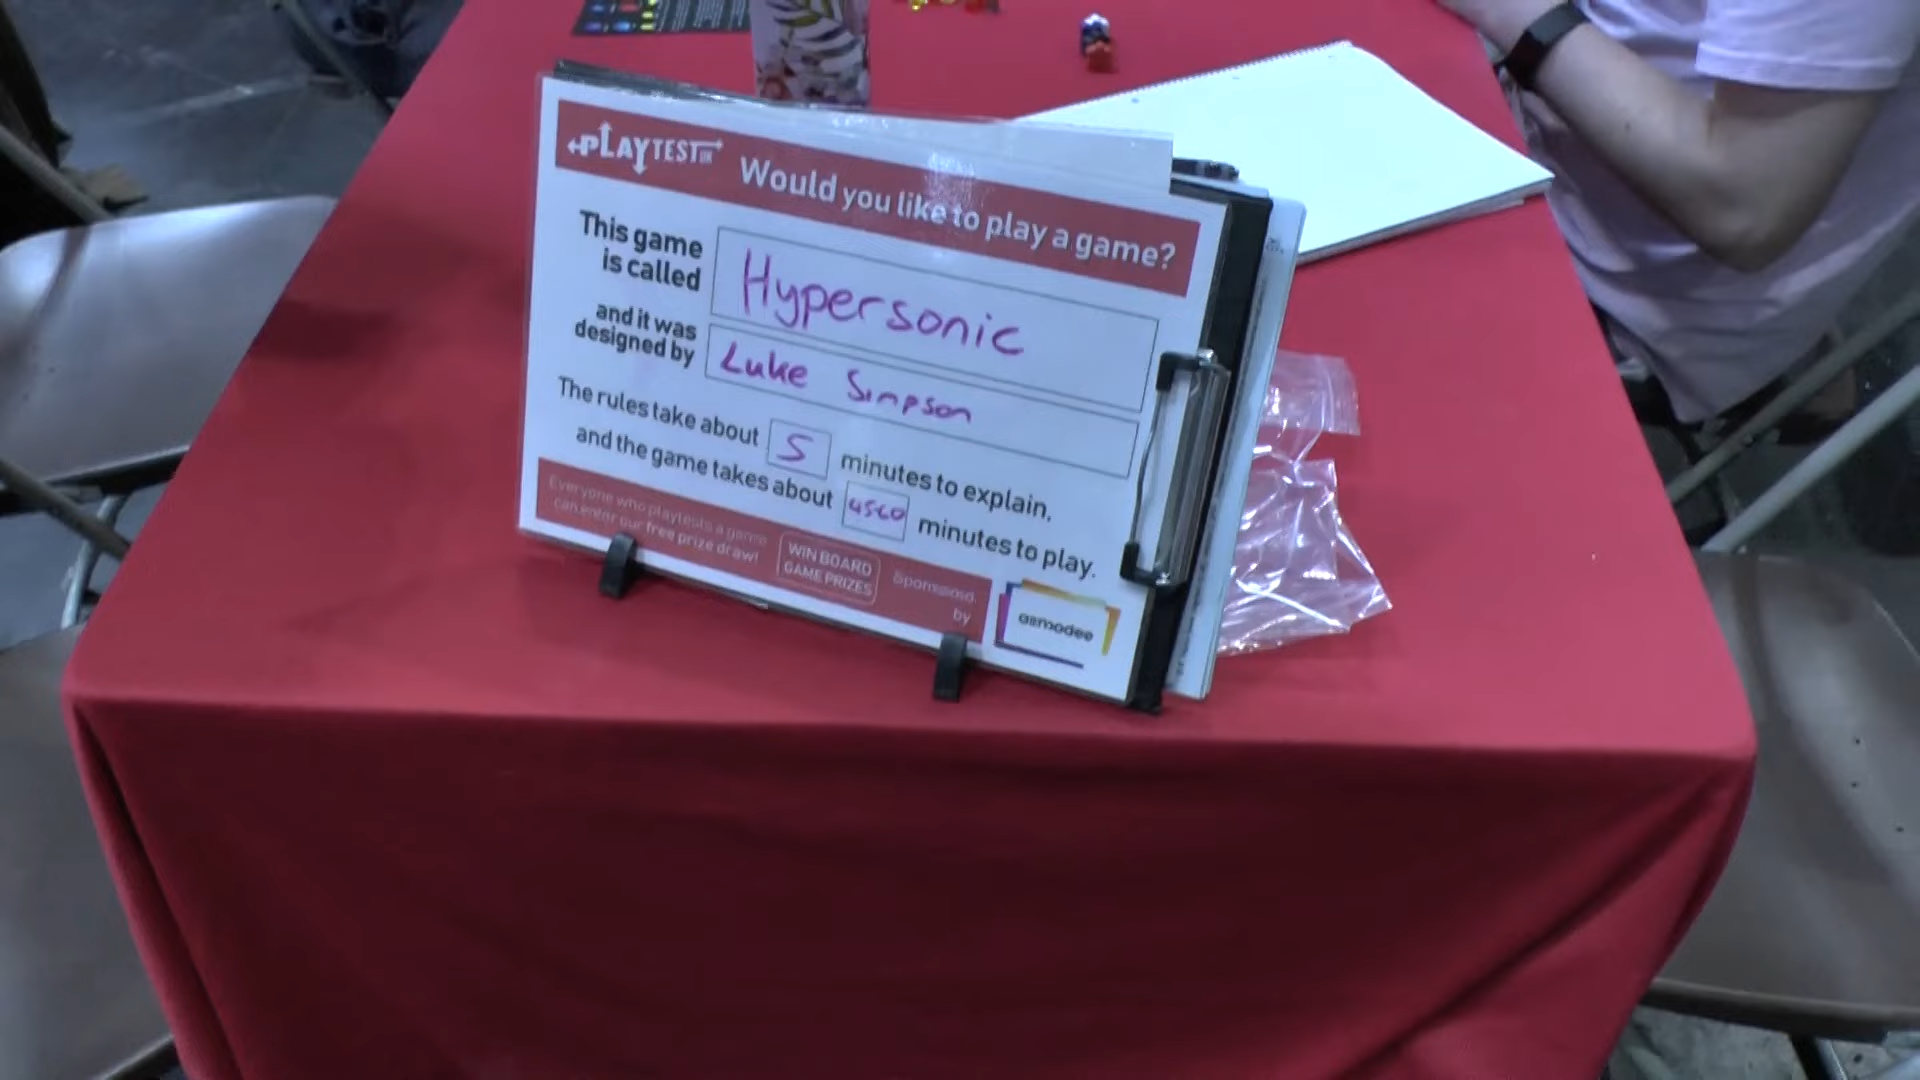 PLAYTEST UK
Would you like to play a game?
This game
is called
Hypersonic
and it was
designed by
Luke Simpson
The rules take about 5 minutes to explain,
and the game takes about 45-60 minutes to play.
Everyone who playtests a game
can enter our free prize draw!
WIN BOARD
GAME PRIZES
Sponsored
by
asmodee